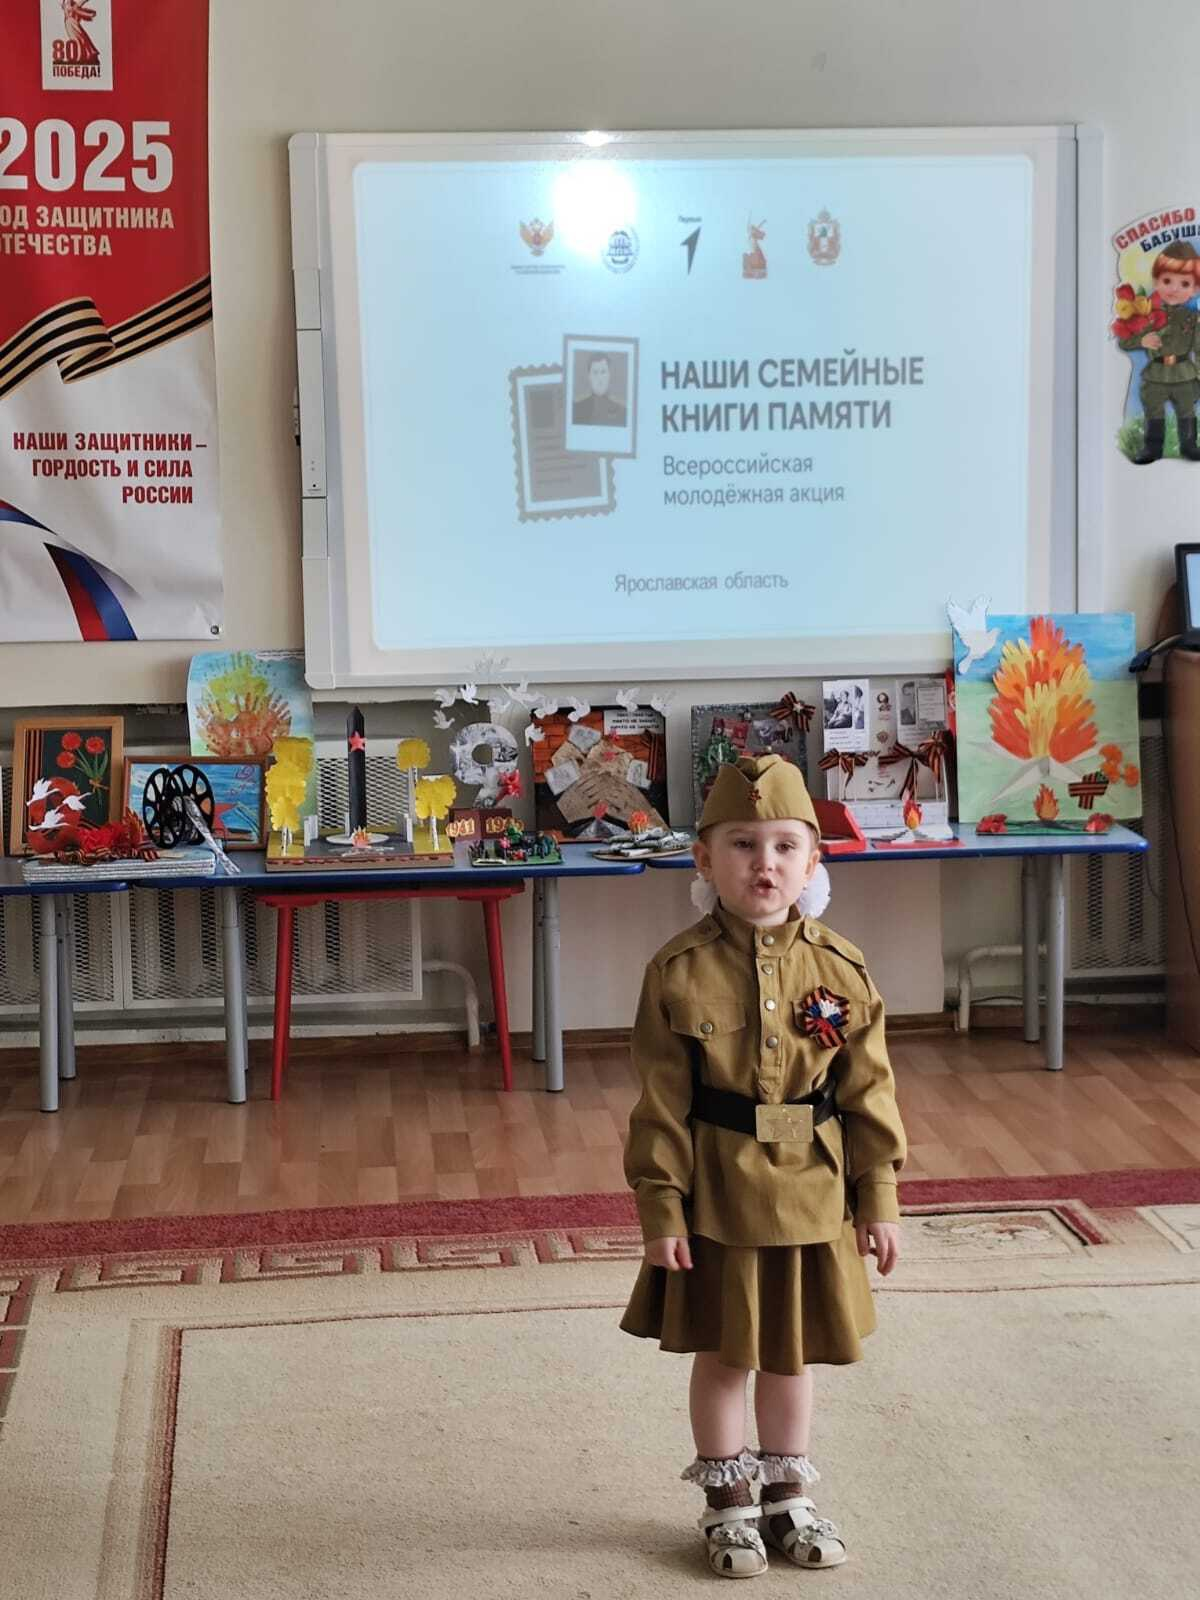 80
ПОБЕДА!
2025
ОД ЗАЩИТНИКА
ТЕЧЕСТВА
НАШИ ЗАЩИТНИКИ –
ГОРДОСТЬ И СИЛА
РОССИИ
Первые
НАШИ СЕМЕЙНЫЕ
КНИГИ ПАМЯТИ
Всероссийская
молодёжная акция
Ярославская область
СПАСИБО
БАБУШ
1941